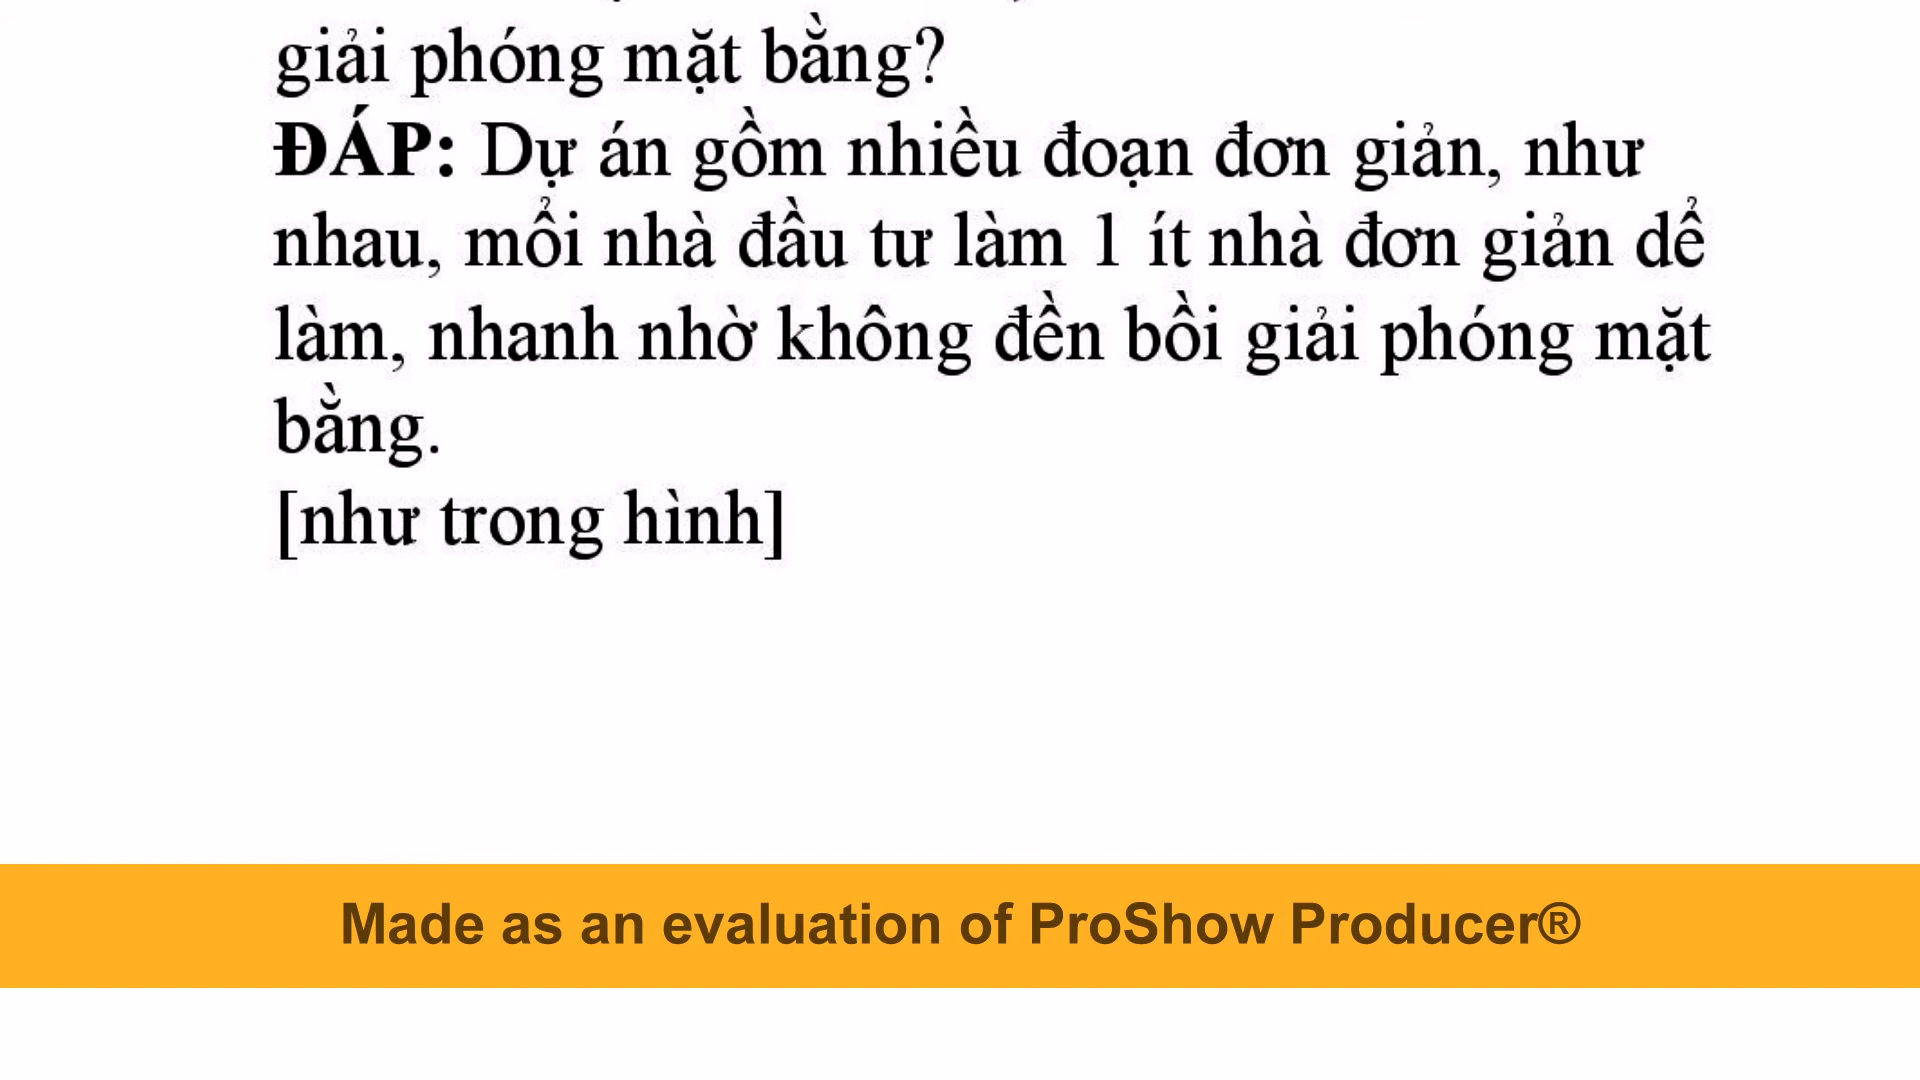 giải phóng mặt bằng?
ĐÁP: Dự án gồm nhiều đoạn đơn giản, như
nhau, mổi nhà đầu tư làm 1 ít nhà đơn giản dể
làm, nhanh nhờ không đền bồi giải phóng mặt
bằng.
[như trong hình]
Made as an evaluation of ProShow Producer®